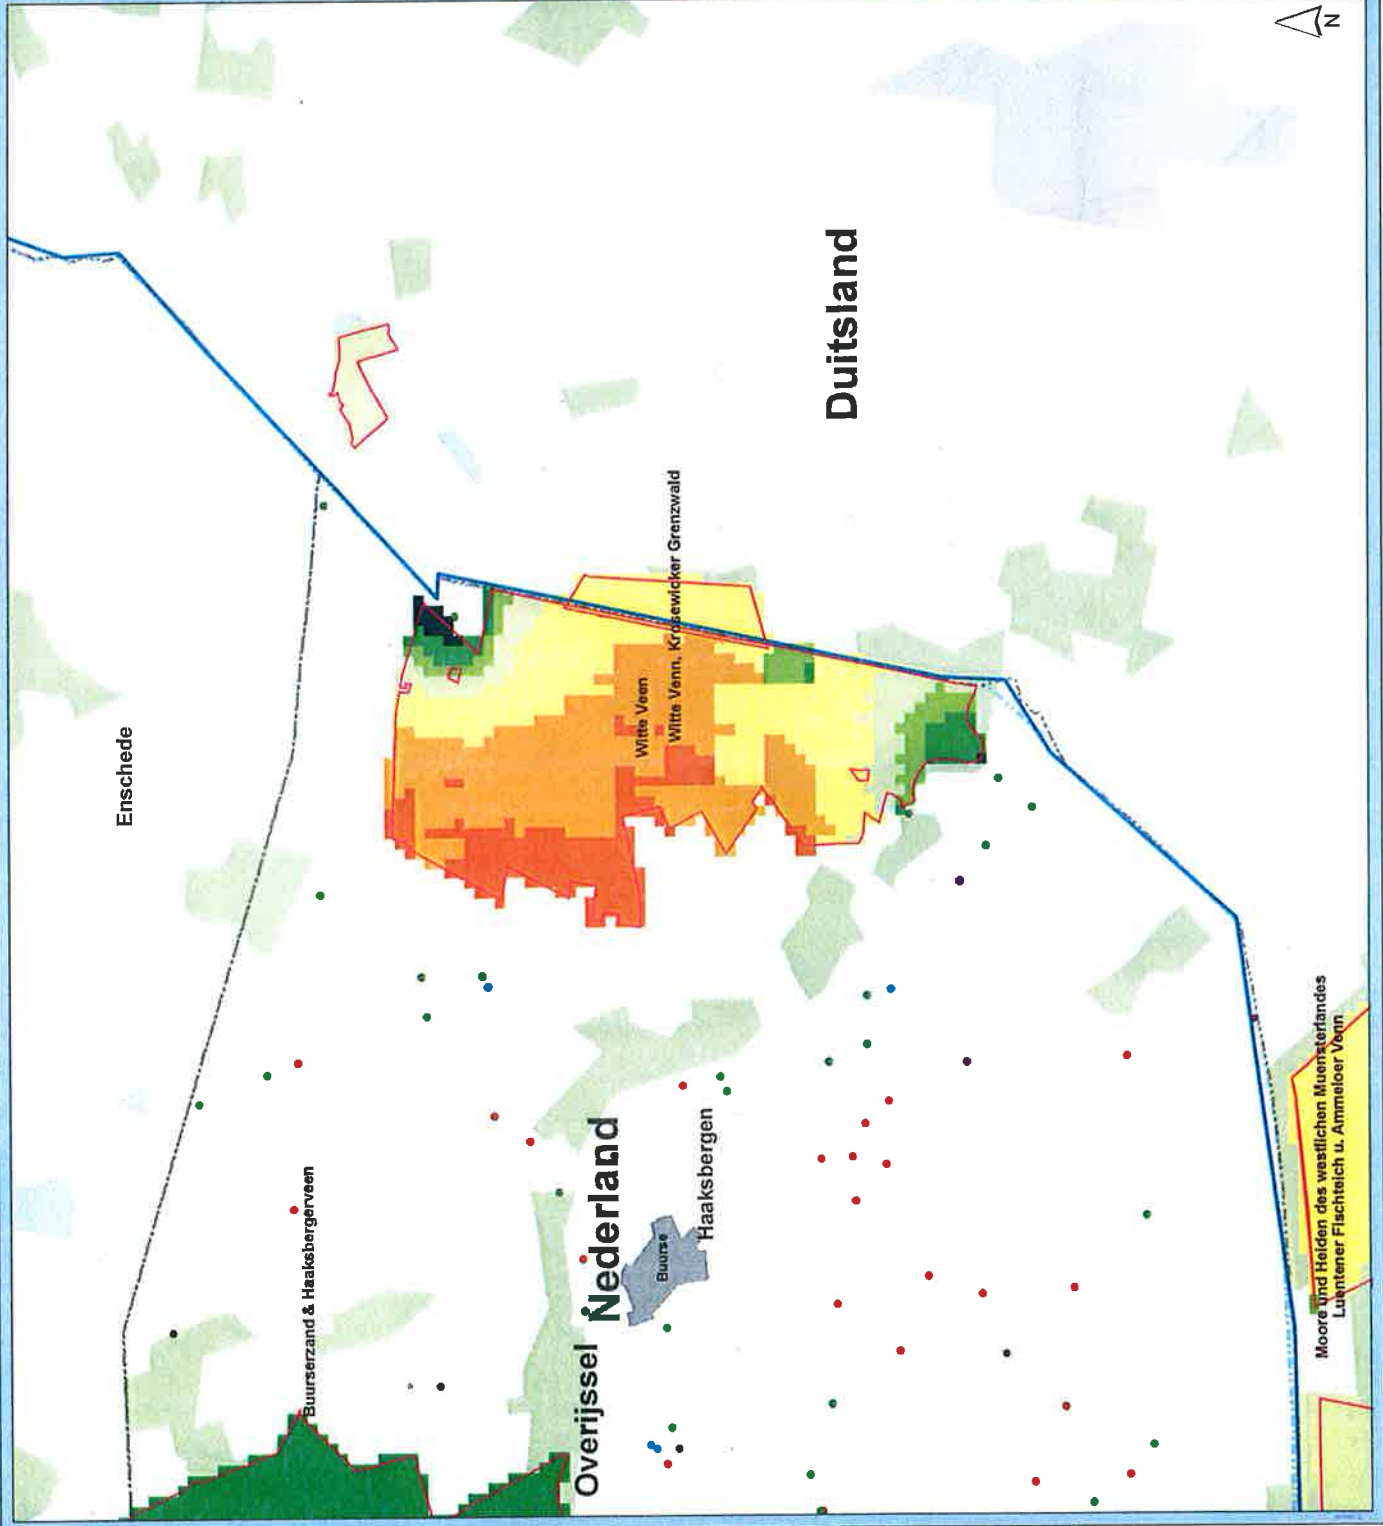 Enschede
Buurserzand & Haaksbergerveen
Witte Veen
Witte Venn, Krosewicker Grenzwald
Duitsland
Overijssel
Nederland
Buurse
Haaksbergen
Moore und Heiden des westlichen Muensterlandes
Luentener Fischteich u. Ammeloer Venn
N